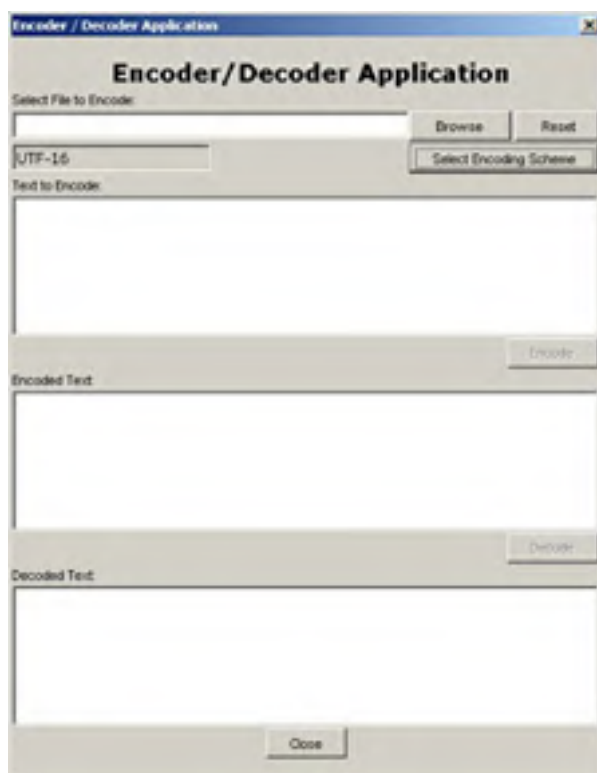 Encoder / Decoder Application
Encoder/Decoder Application
Select File to Encode:
Browse Reset
UTF-16 Select Encoding Scheme
Text to Encode:
Encode
Encoded Text:
Decode
Decoded Text:
Close